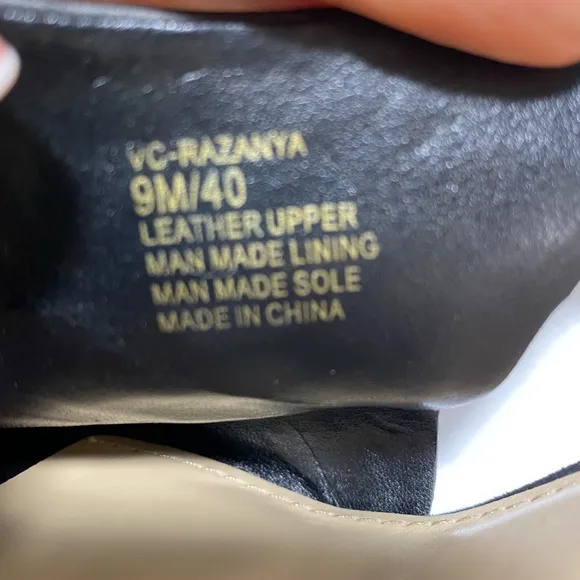 VC-RAZANYA
9M/40
LEATHER UPPER
MAN MADE LINING
MAN MADE SOLE
MADE IN CHINA